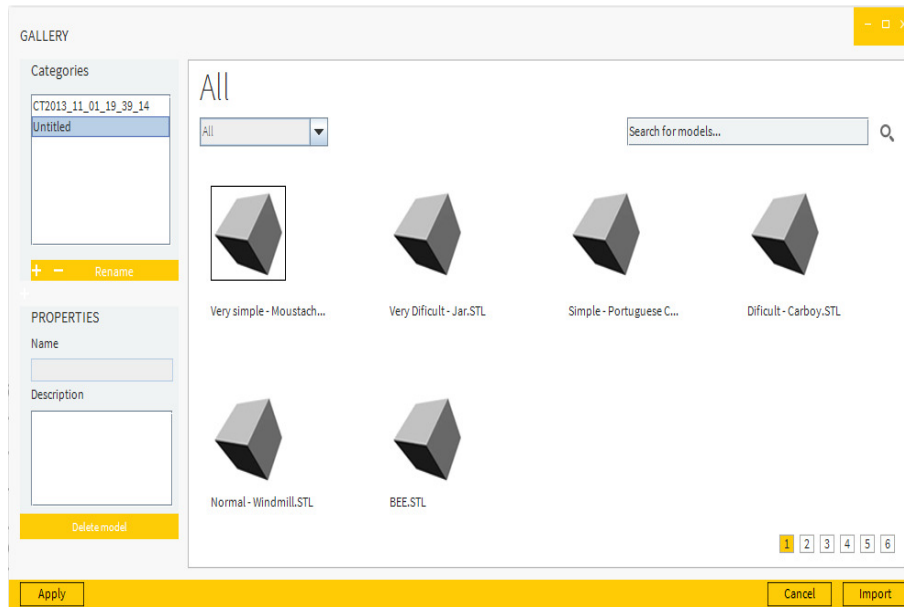 GALLERY
Categories
CT2013_11_01_19_39_14
Untitled
Rename
PROPERTIES
Name
Description
Delete model
All
All
Search for models...
Very simple - Moustach...
Very Dificult - Jar.STL
Simple - Portuguese C...
Dificult - Carboy.STL
Normal - Windmill.STL
BEE.STL
1 2 3 4 5 6
Apply
Cancel
Import